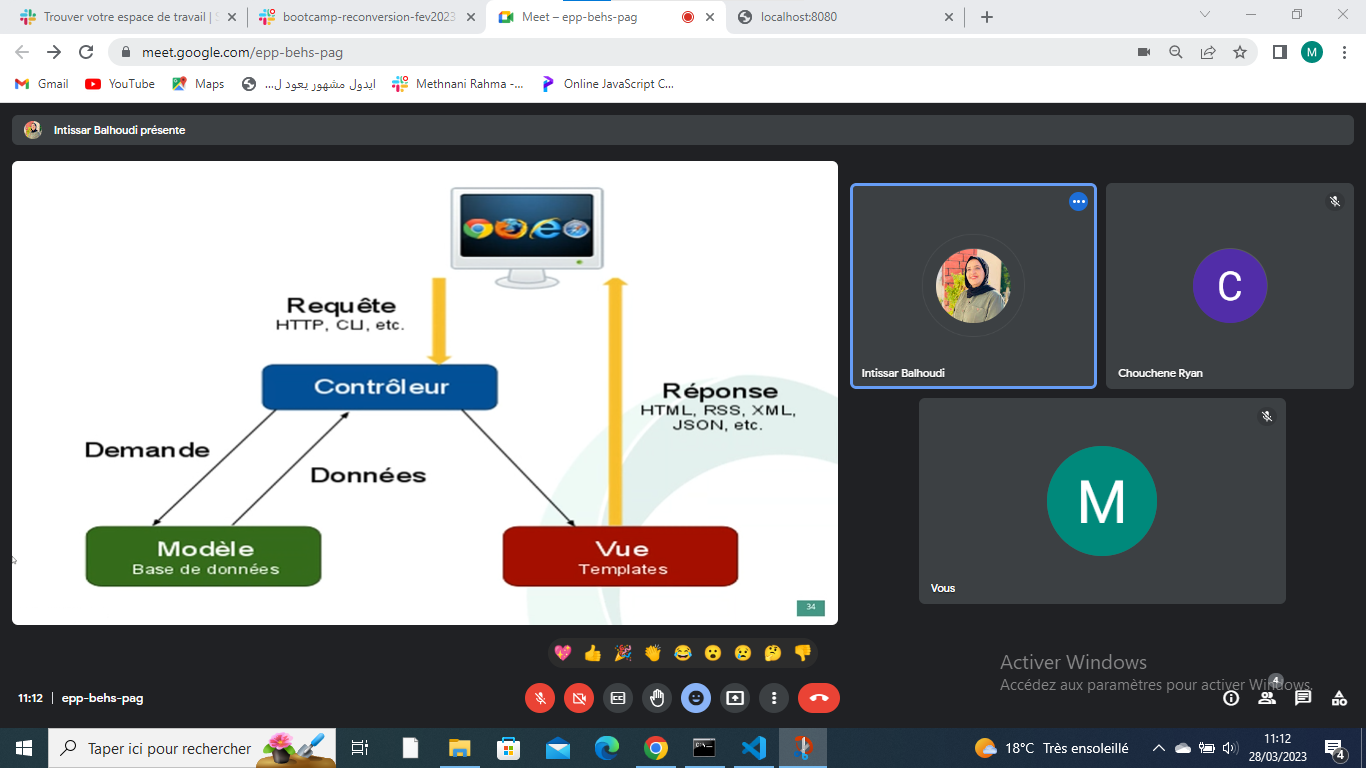 Trouver votre espace de travail | S
bootcamp-reconversion-fev2023
Meet – epp-behs-pag
localhost:8080
meet.google.com/epp-behs-pag
M
Gmail
YouTube
Maps
ايدول مشهور يعود ل...
Methnani Rahma -...
Online JavaScript C...
Intissar Balhoudi présente
Requête
HTTP, CLI, etc.
Contrôleur
Réponse
HTML, RSS, XML,
JSON, etc.
Demande
Données
Modèle
Base de données
Vue
Templates
34
Intissar Balhoudi
C
Chouchene Ryan
M
Vous
Activer Windows
Accédez aux paramètres pour activer Windows.
11:12 | epp-behs-pag
4
Taper ici pour rechercher
18°C Très ensoleillé
11:12
28/03/2023
4